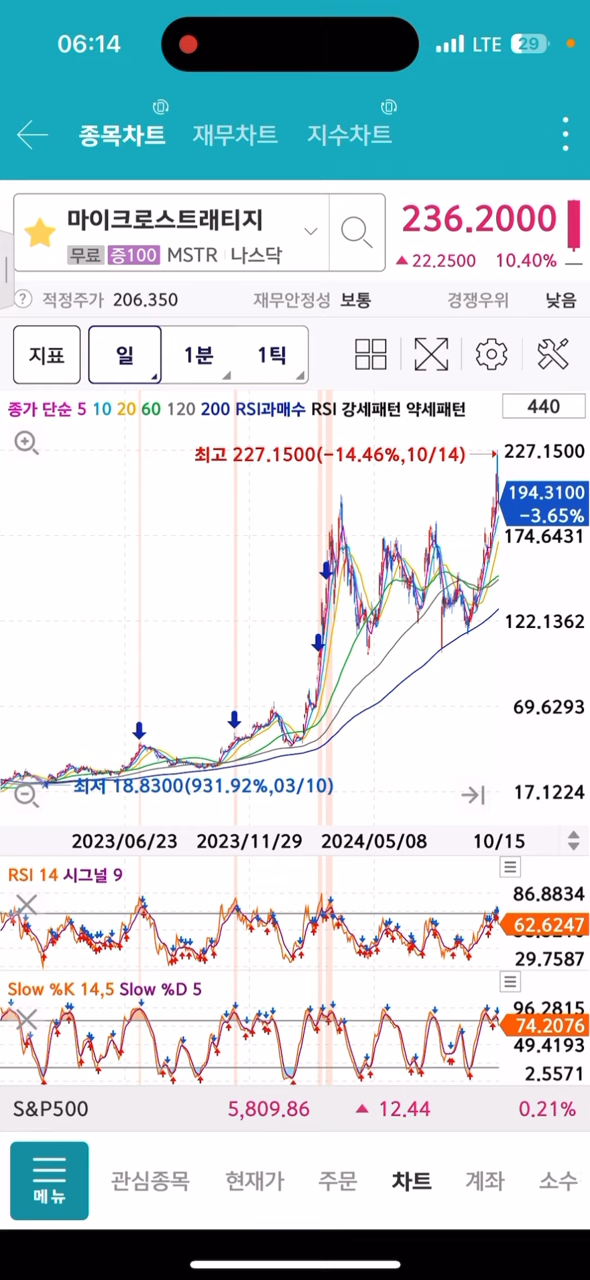 06:14 LTE 29
종목차트 재무차트 지수차트
마이크로스트래티지 236.2000
무료 증100 MSTR 나스닥 ▲22.2500 10.40%
? 적정주가 206.350 재무안정성 보통 경쟁우위 낮음
지표 일 1분 1틱
종가 단순 5 10 20 60 120 200 RSI과매수 RSI 강세패턴 약세패턴 440
최고 227.1500(-14.46%,10/14) 227.1500
194.3100
-3.65%
174.6431
122.1362
69.6293
최저 18.8300(931.92%,03/10) 17.1224
2023/06/23 2023/11/29 2024/05/08 10/15
RSI 14 시그널 9
86.8834
62.6247
29.7587
Slow %K 14,5 Slow %D 5
96.2815
74.2076
49.4193
2.5571
S&P500 5,809.86 ▲ 12.44 0.21%
메뉴 관심종목 현재가 주문 차트 계좌 소수